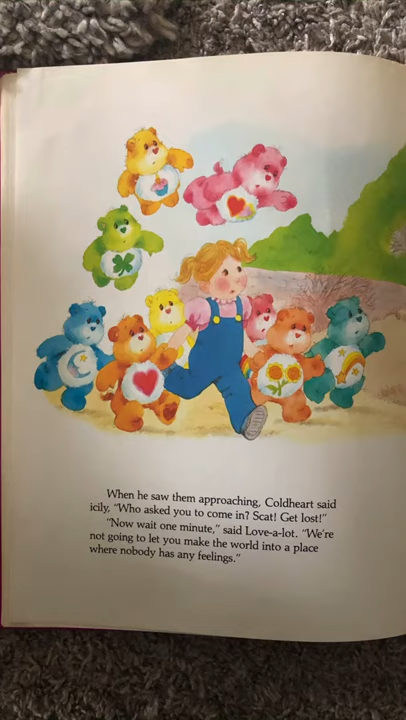 When he saw them approaching, Coldheart said
icily, “Who asked you to come in? Scat! Get lost!”
“Now wait one minute,” said Love-a-lot. “We’re
not going to let you make the world into a place
where nobody has any feelings.”